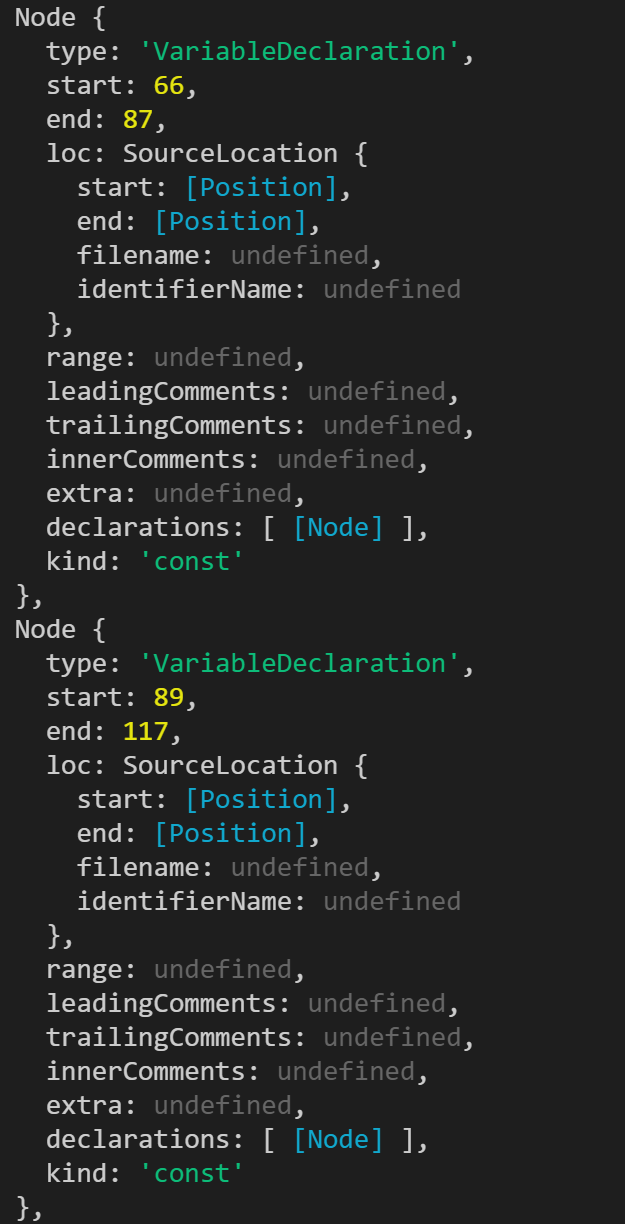 Node {
  type: 'VariableDeclaration',
  start: 66,
  end: 87,
  loc: SourceLocation {
    start: [Position],
    end: [Position],
    filename: undefined,
    identifierName: undefined
  },
  range: undefined,
  leadingComments: undefined,
  trailingComments: undefined,
  innerComments: undefined,
  extra: undefined,
  declarations: [ [Node] ],
  kind: 'const'
},
Node {
  type: 'VariableDeclaration',
  start: 89,
  end: 117,
  loc: SourceLocation {
    start: [Position],
    end: [Position],
    filename: undefined,
    identifierName: undefined
  },
  range: undefined,
  leadingComments: undefined,
  trailingComments: undefined,
  innerComments: undefined,
  extra: undefined,
  declarations: [ [Node] ],
  kind: 'const'
},